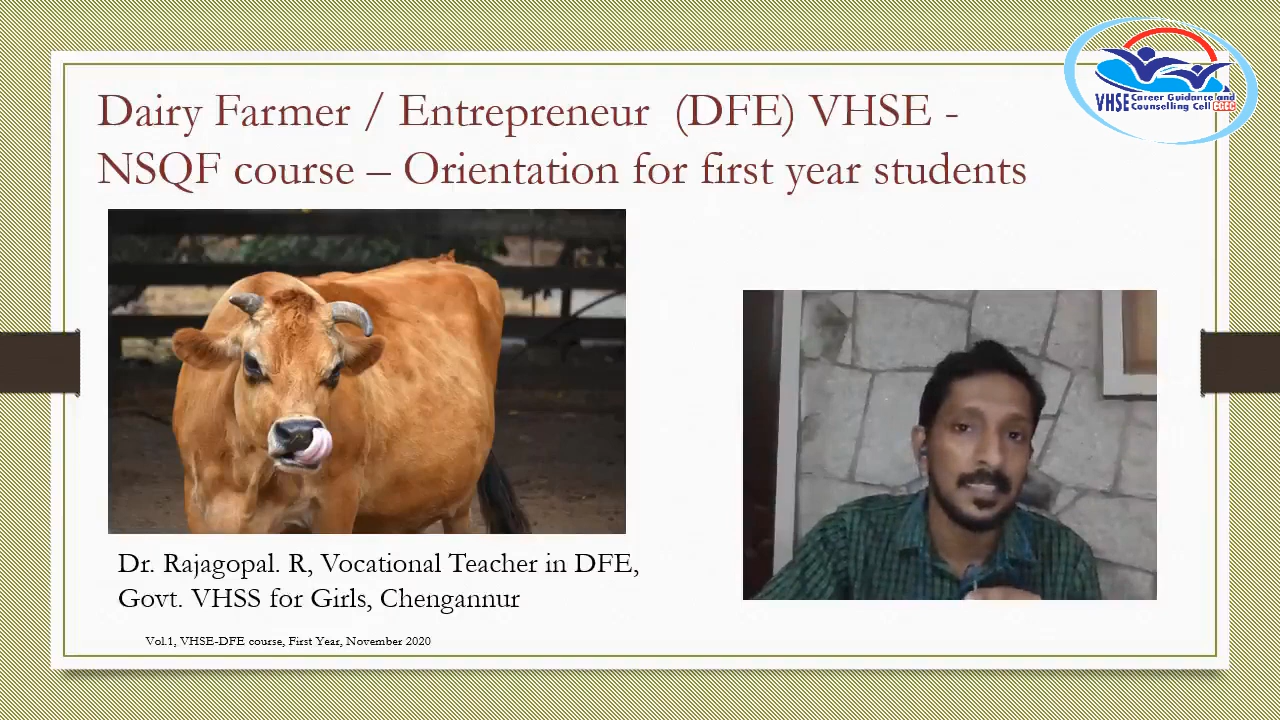 Dairy Farmer / Entrepreneur (DFE) VHSE -
NSQF course – Orientation for first year students
VHSE Career Guidance and
Counselling Cell CGCC
Dr. Rajagopal. R, Vocational Teacher in DFE,
Govt. VHSS for Girls, Chengannur
Vol.1, VHSE-DFE course, First Year, November 2020